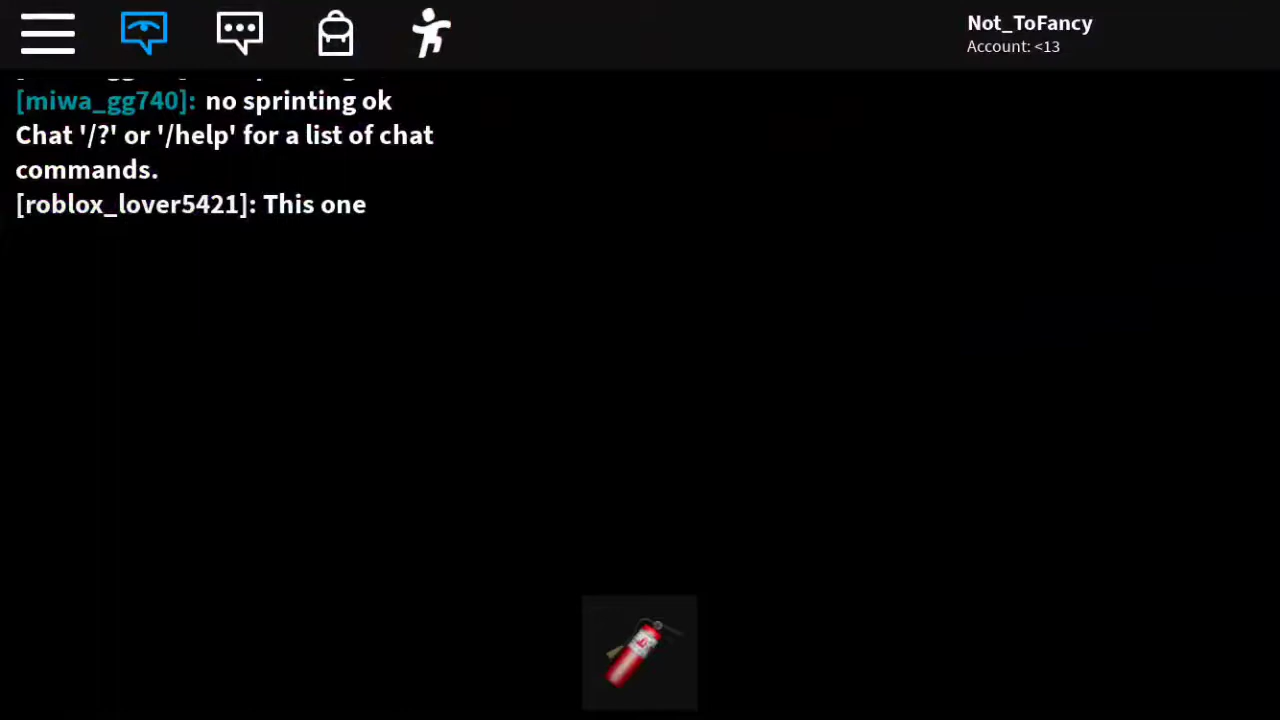 Not_ToFancy
Account: <13
[miwa_gg740]: no sprinting ok
Chat '/?' or '/help' for a list of chat
commands.
[roblox_lover5421]: This one